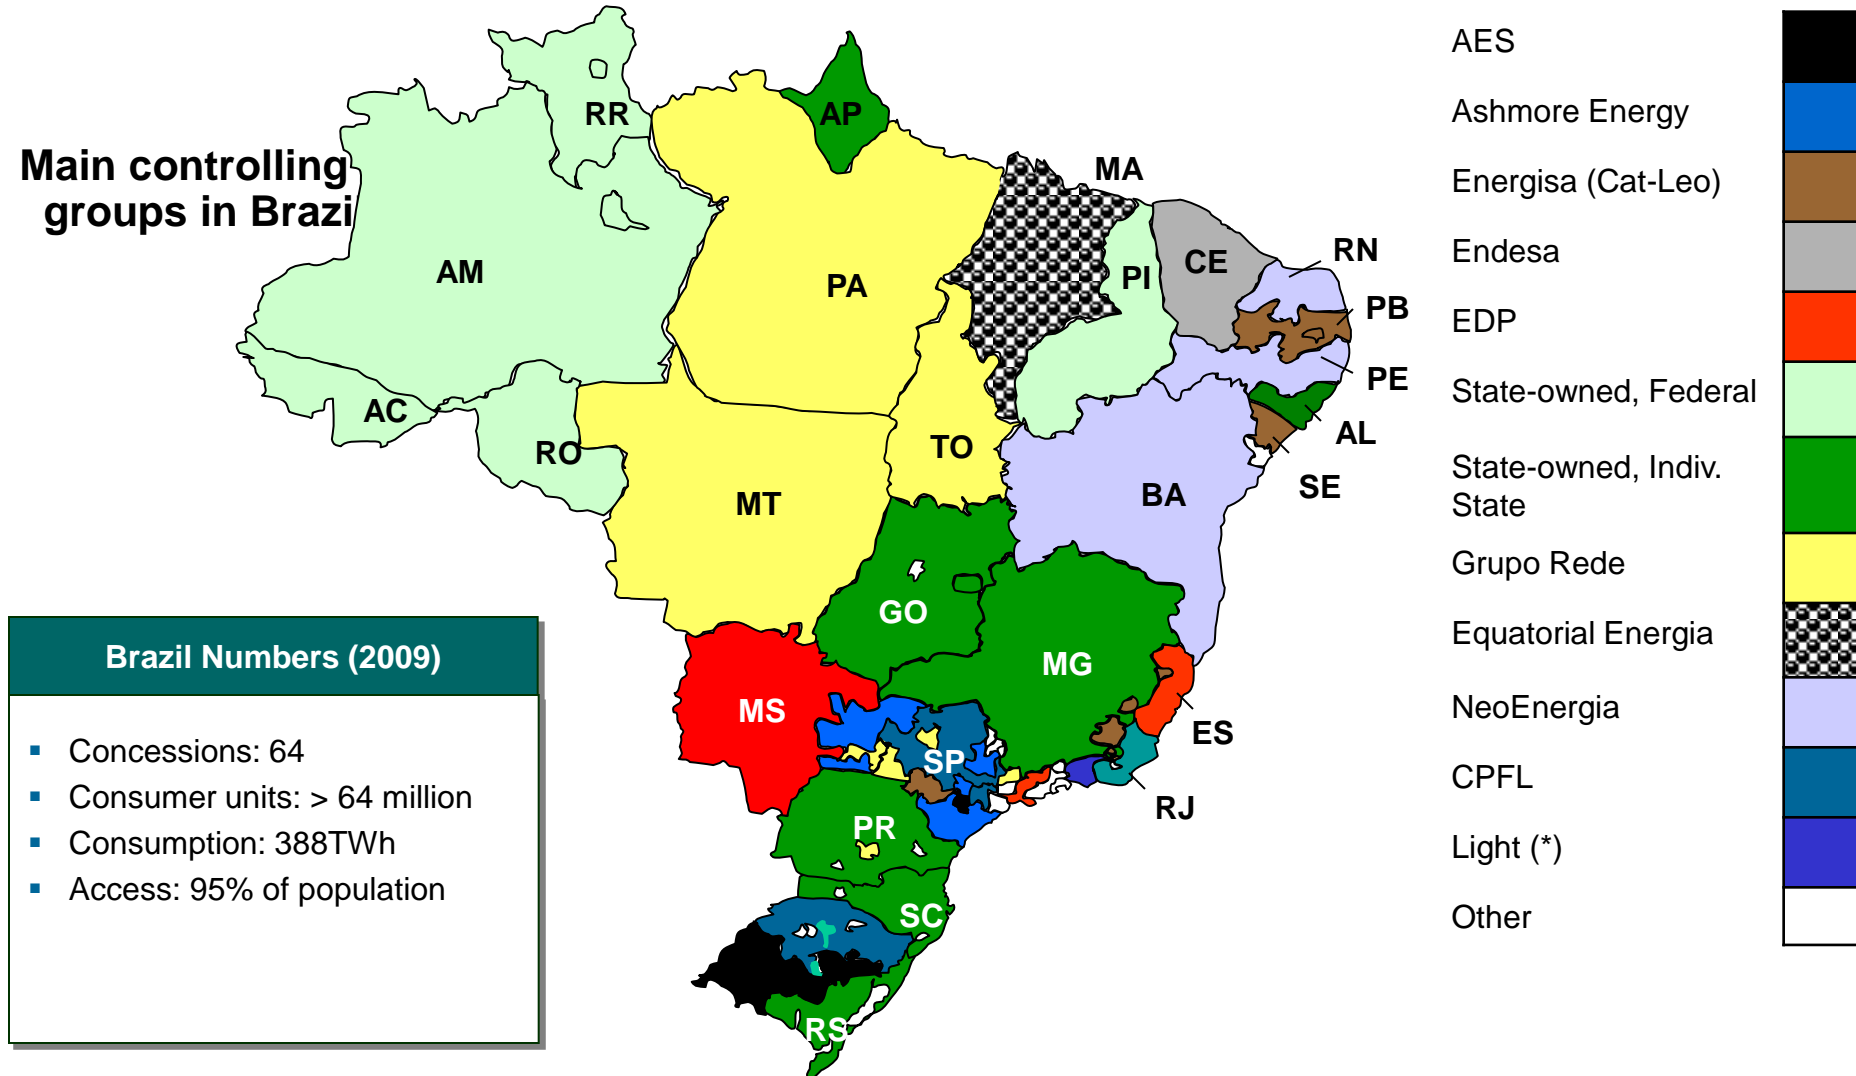 Main controlling
groups in Brazi
RR
AP
MA
AM
PA
PI
CE
RN
PB
PE
AC
RO
TO
AL
MT
BA
SE
GO
MG
MS
ES
SP
RJ
PR
SC
RS
Brazil Numbers (2009)
▪ Concessions: 64
▪ Consumer units: > 64 million
▪ Consumption: 388TWh
▪ Access: 95% of population
AES
Ashmore Energy
Energisa (Cat-Leo)
Endesa
EDP
State-owned, Federal
State-owned, Indiv.
State
Grupo Rede
Equatorial Energia
NeoEnergia
CPFL
Light (*)
Other